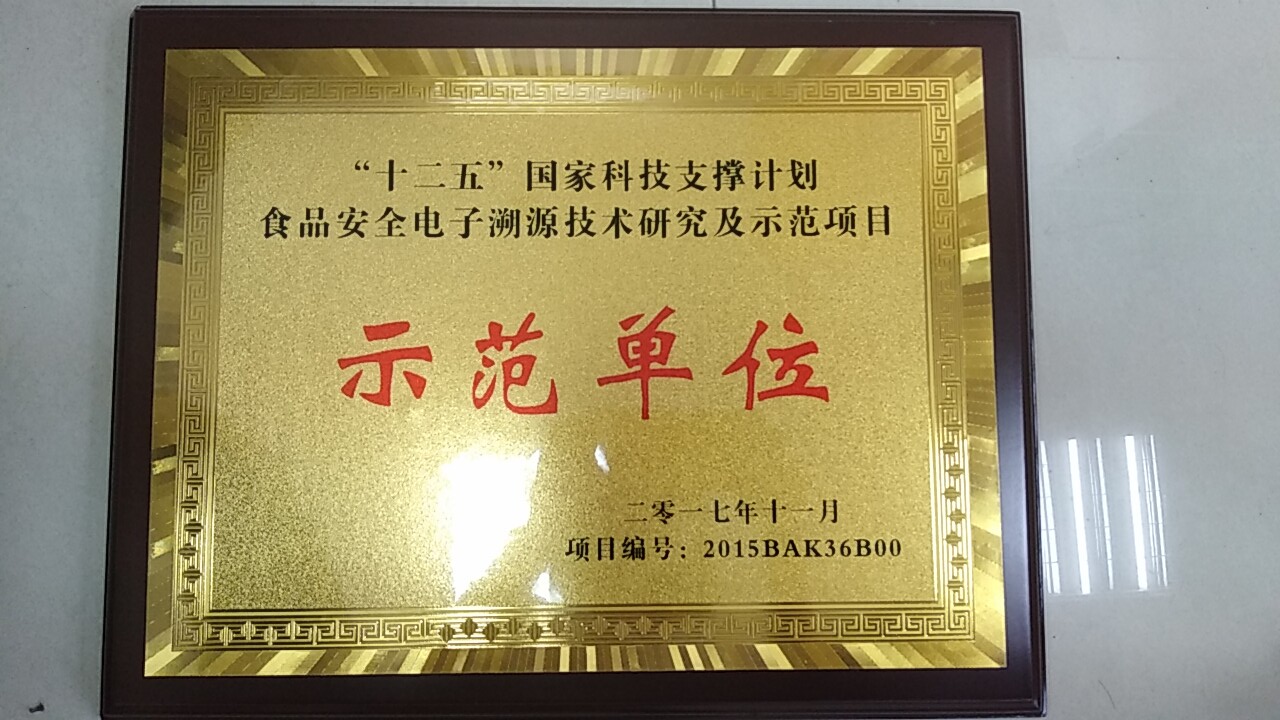 “十二五”国家科技支撑计划
食品安全电子溯源技术研究及示范项目
示范单位
二零一七年十一月
项目编号：2015BAK36B00